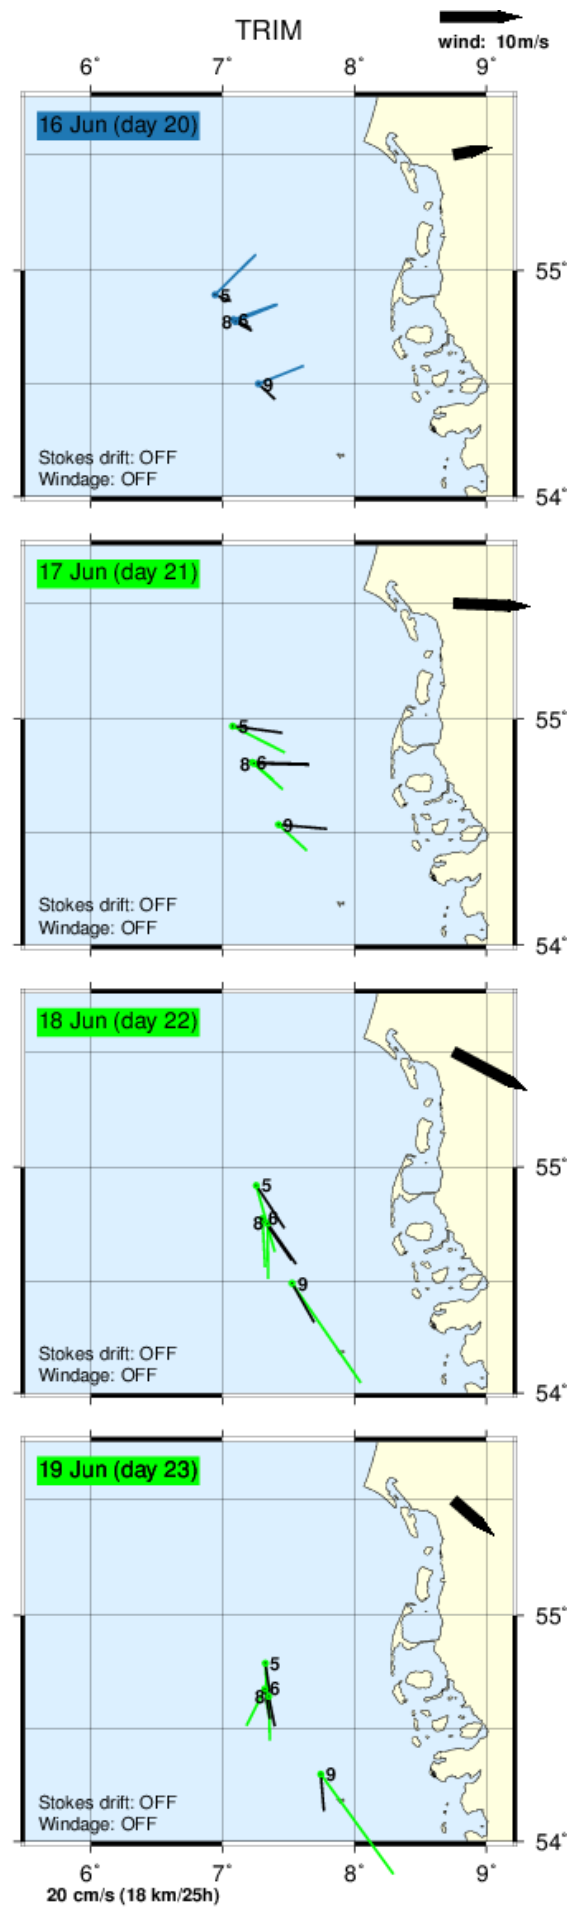 TRIM
wind: 10m/s
6° 7° 8° 9°
16 Jun (day 20)
55°
5
8 6
9
Stokes drift: OFF
Windage: OFF
54°
17 Jun (day 21)
55°
5
8 6
9
Stokes drift: OFF
Windage: OFF
54°
18 Jun (day 22)
55°
5
8 6
9
Stokes drift: OFF
Windage: OFF
54°
19 Jun (day 23)
55°
5
8 6
9
Stokes drift: OFF
Windage: OFF
54°
6° 7° 8° 9°
20 cm/s (18 km/25h)